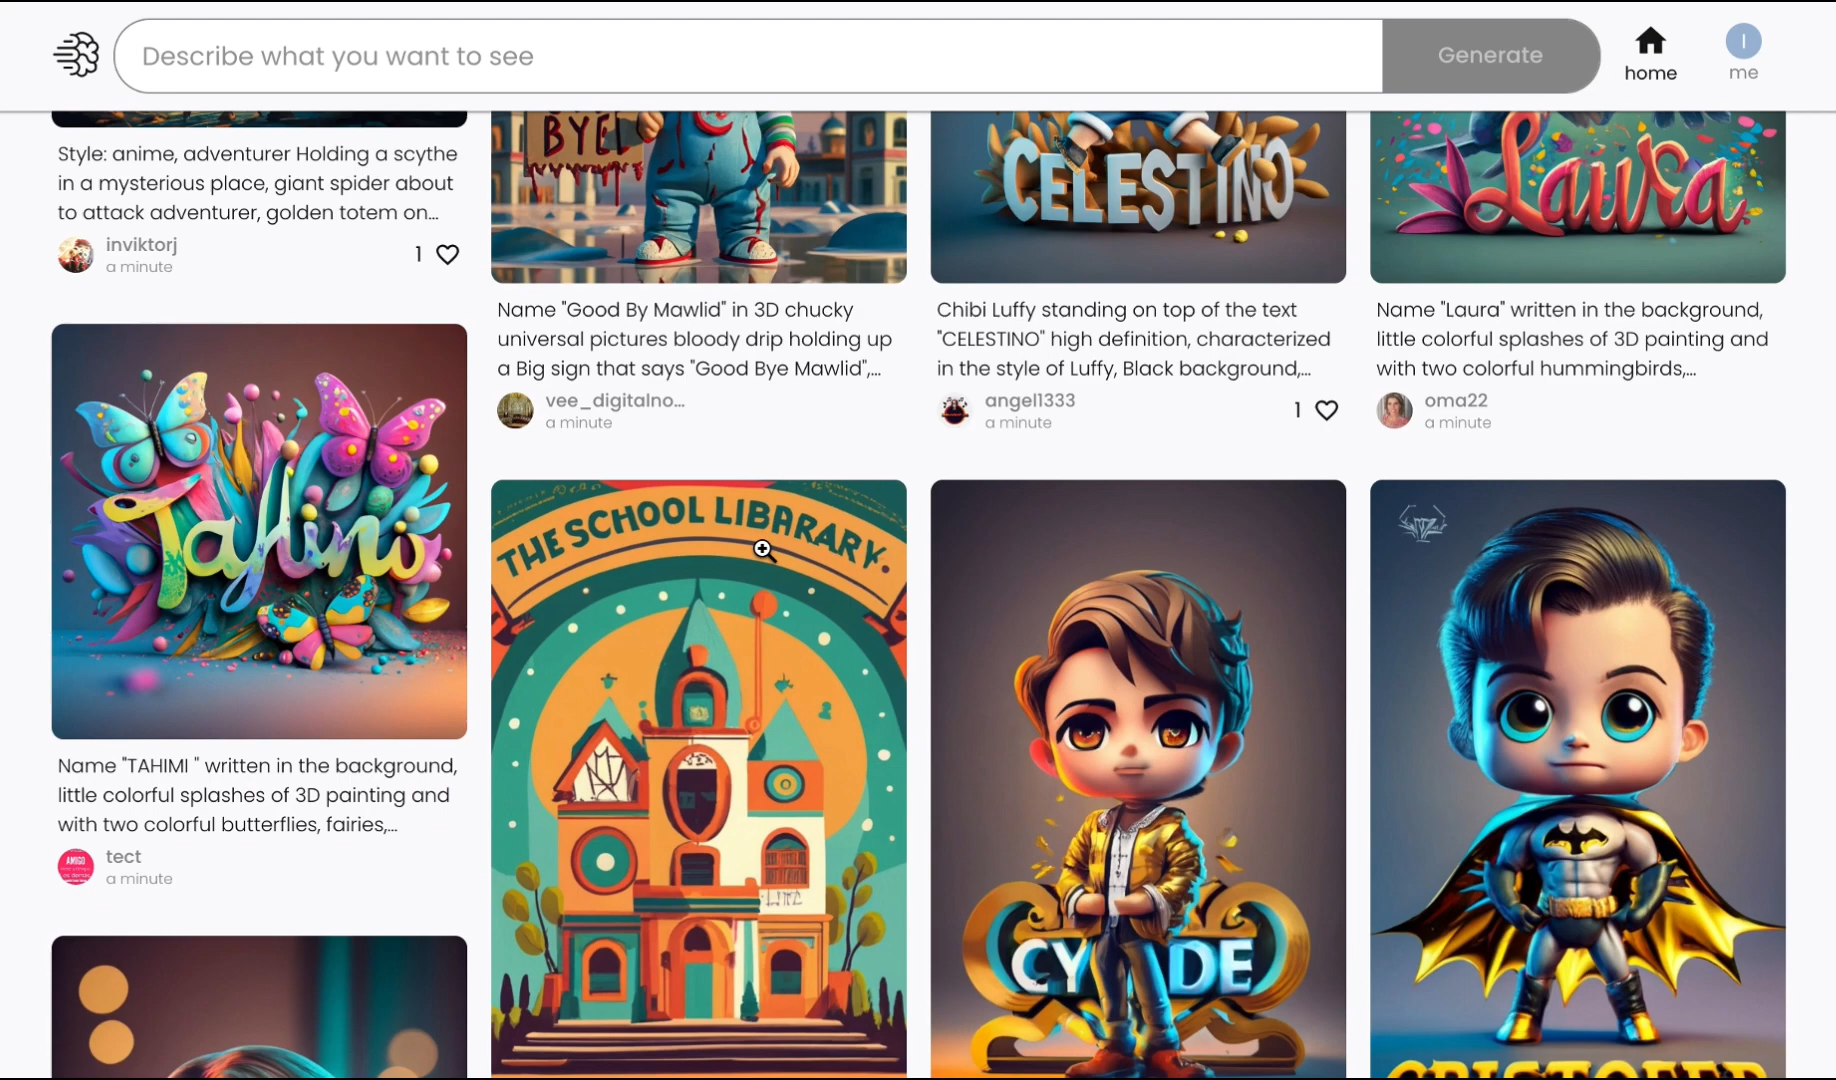 Describe what you want to see
Generate
home
I
me
BYE!
CELESTINO
Laura
Style: anime, adventurer Holding a scythe
in a mysterious place, giant spider about
to attack adventurer, golden totem on...
inviktorj
a minute
1
Name "Good By Mawlid" in 3D chucky
universal pictures bloody drip holding up
a Big sign that says "Good Bye Mawlid",...
vee_digitalno...
a minute
Chibi Luffy standing on top of the text
"CELESTINO" high definition, characterized
in the style of Luffy, Black background,...
angel1333
a minute
1
Name "Laura" written in the background,
little colorful splashes of 3D painting and
with two colorful hummingbirds,...
oma22
a minute
Tahino
Name "TAHIMI " written in the background,
little colorful splashes of 3D painting and
with two colorful butterflies, fairies,...
AMIGO
tect
a minute
THE SCHOOL LIBARARY.
CY DE
CRISTOFER